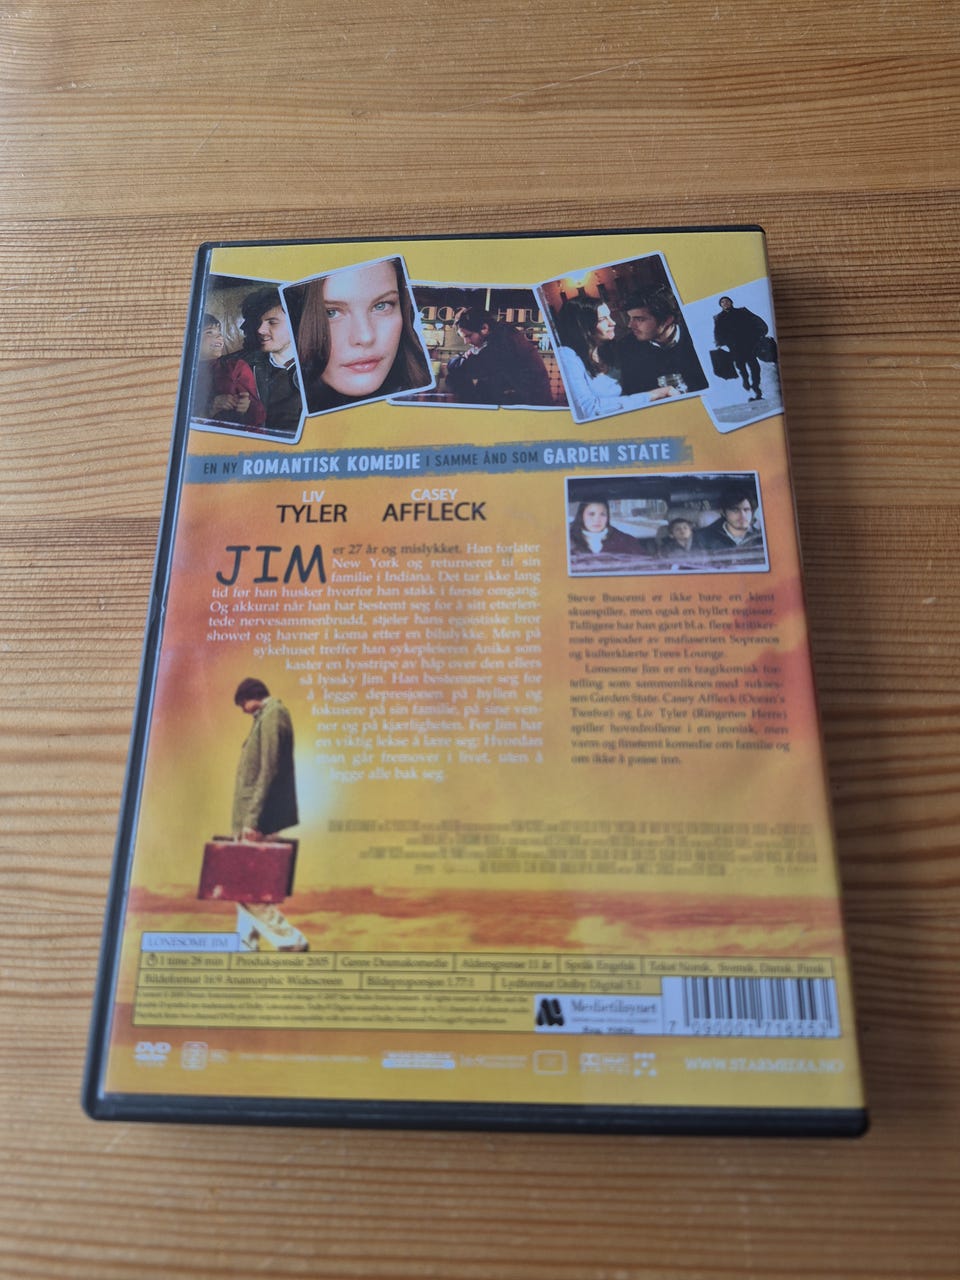 EN NY ROMANTISK KOMEDIE I SAMME ÅND SOM GARDEN STATE
LIV TYLER
CASEY AFFLECK
JIM er 27 år og mislykket. Han forlater
New York og returnerer til sin
familie i Indiana. Det tar ikke lang
tid før han husker hvorfor han stakk i første omgang.
Og akkurat når han har bestemt seg for å sitt etterlen-
tede nervesammenbrudd, stjeler hans egoistiske bror
showet og havner i koma etter en bilulykke. Men på
sykehuset treffer han sykepleieren Anika som
kaster en lysstripe av håp over den ellers
så lyssky Jim. Han bestemmer seg for
å legge depresjonen på hyllen og
fokusere på sin familie, på sine ven-
ner og på kjærligheten. For Jim har
en viktig lekse å lære seg: Hvordan
man går fremover i livet, uten å
legge alle bak seg.
Steve Buscemi er ikke bare en kjent
skuespiller, men også en hyllet regissør.
Tidligere har han gjort bl.a. flere kritiker-
roste episoder av mafiaserien Sopranos
og kulterklærte Trees Lounge.
Lonesome Jim er en tragikomisk for-
telling som sammenliknes med sukses-
sen Garden State. Casey Affleck (Ocean's
Twelve) og Liv Tyler (Ringenes Herre)
spiller hovedrollene i en ironisk, men
varm og finstemt komedie om familie og
om ikke å passe inn.
LONESOME JIM
1 time 28 min
Produksjonsår 2005
Genre Dramakomedie
Aldersgrense 11 år
Språk Engelsk
Tekst Norsk, Svensk, Dansk, Finsk
Bildeformat 16:9 Anamorphic Widescreen
Bildeproporsjon 1.77:1
Lydformat Dolby Digital 5.1
Medietilsynet
7 090001 718553
DVD
WWW.STARMEDIA.NO